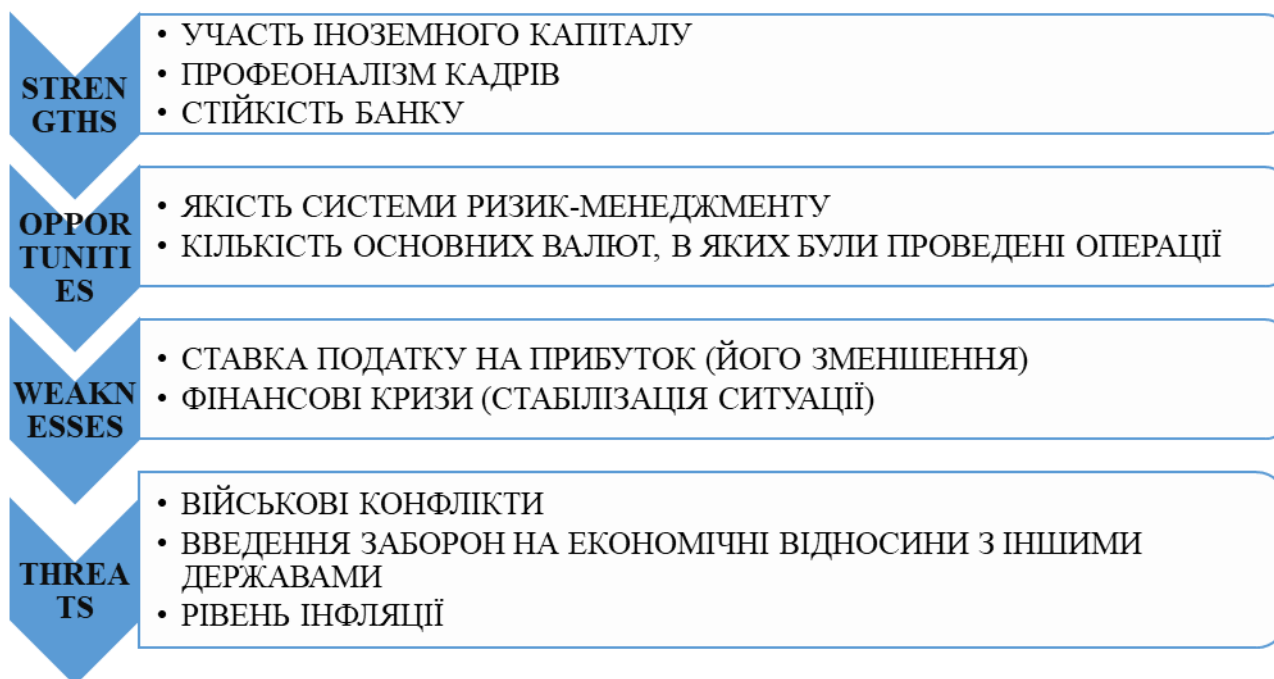 STREN
GTHS
• УЧАСТЬ ІНОЗЕМНОГО КАПІТАЛУ
• ПРОФЕОНАЛІЗМ КАДРІВ
• СТІЙКІСТЬ БАНКУ
OPPOR
TUNITI
ES
• ЯКІСТЬ СИСТЕМИ РИЗИК-МЕНЕДЖМЕНТУ
• КІЛЬКІСТЬ ОСНОВНИХ ВАЛЮТ, В ЯКИХ БУЛИ ПРОВЕДЕНІ ОПЕРАЦІЇ
WEAKN
ESSES
• СТАВКА ПОДАТКУ НА ПРИБУТОК (ЙОГО ЗМЕНШЕННЯ)
• ФІНАНСОВІ КРИЗИ (СТАБІЛІЗАЦІЯ СИТУАЦІЇ)
THREA
TS
• ВІЙСЬКОВІ КОНФЛІКТИ
• ВВЕДЕННЯ ЗАБОРОН НА ЕКОНОМІЧНІ ВІДНОСИНИ З ІНШИМИ
ДЕРЖАВАМИ
• РІВЕНЬ ІНФЛЯЦІЇ